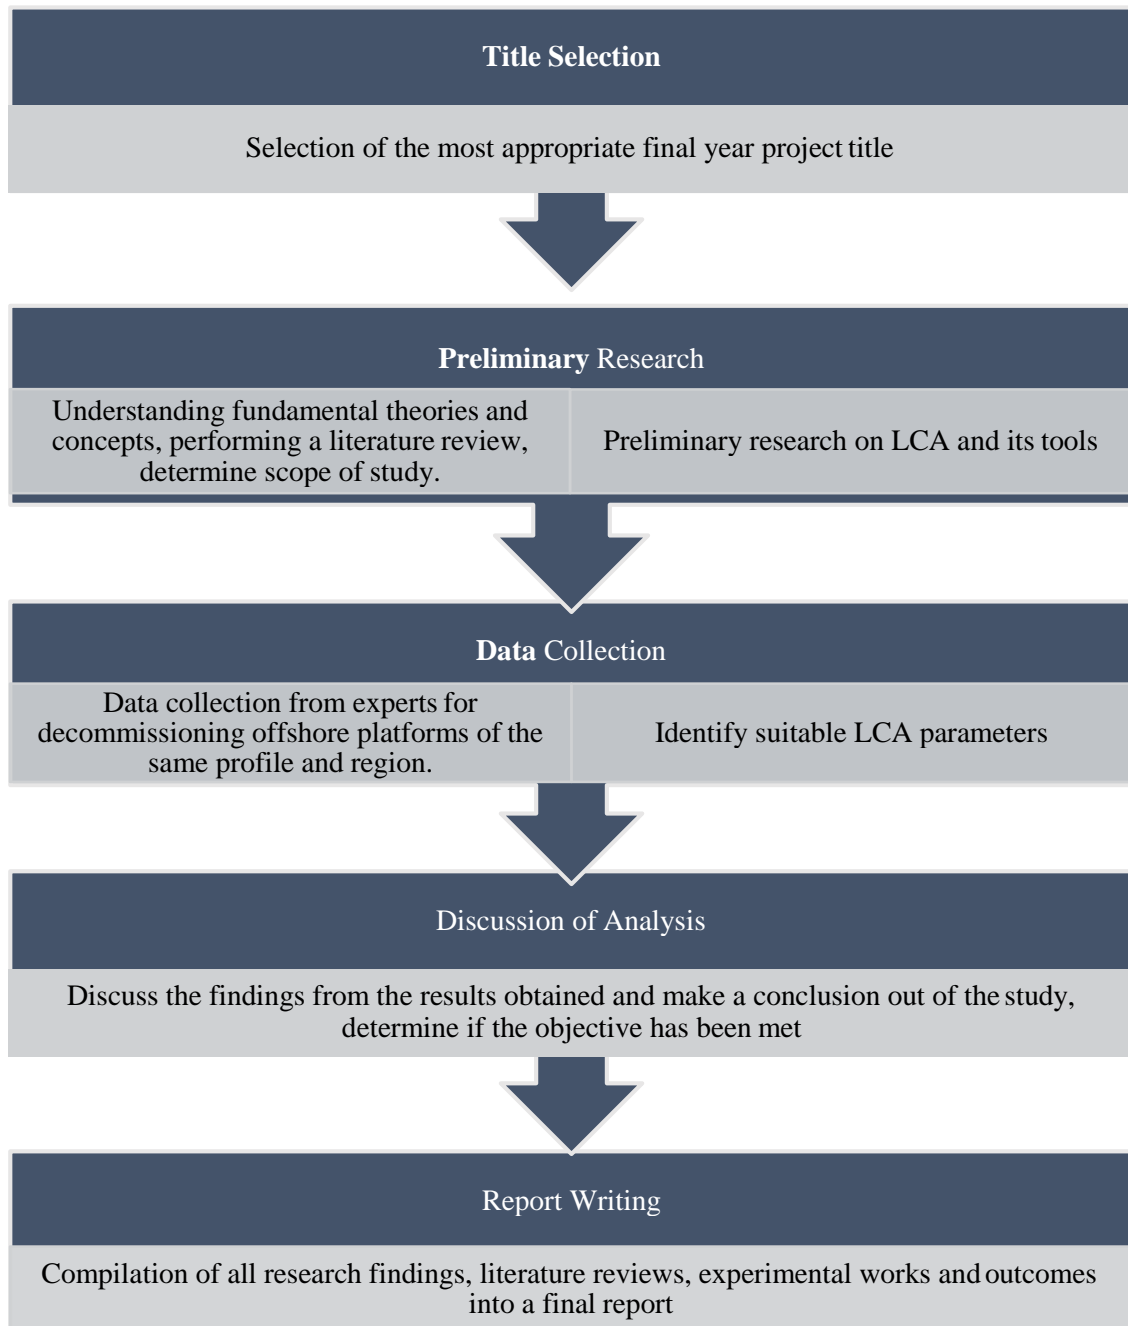 Title Selection
Selection of the most appropriate final year project title
Preliminary Research
Understanding fundamental theories and
concepts, performing a literature review,
determine scope of study.
Preliminary research on LCA and its tools
Data Collection
Data collection from experts for
decommissioning offshore platforms of the
same profile and region.
Identify suitable LCA parameters
Discussion of Analysis
Discuss the findings from the results obtained and make a conclusion out of the study,
determine if the objective has been met
Report Writing
Compilation of all research findings, literature reviews, experimental works and outcomes
into a final report